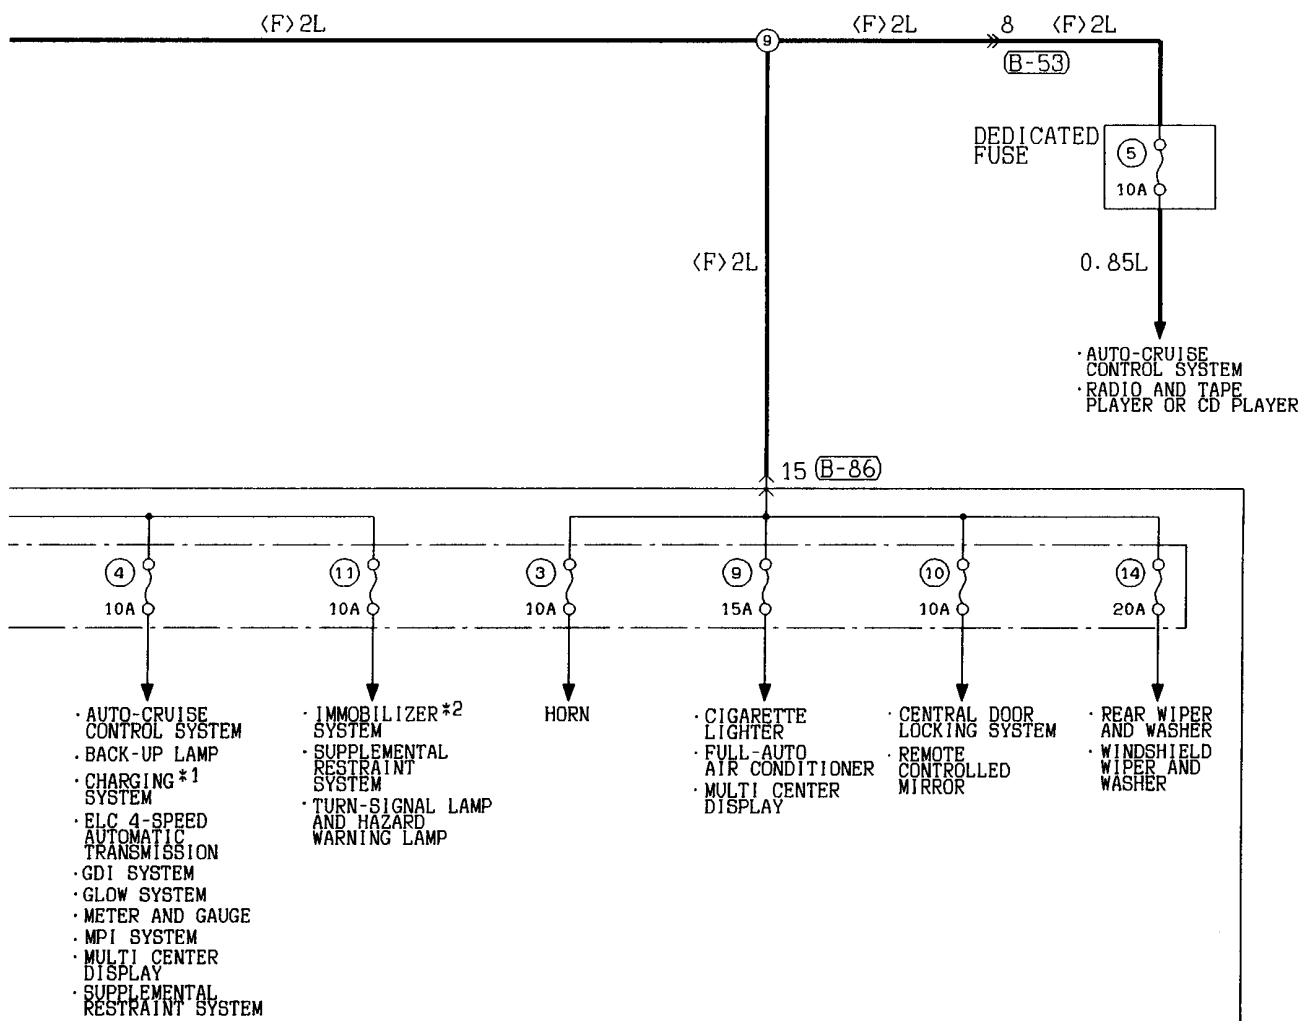 〈F〉2L
9
〈F〉2L
8
〈F〉2L
B-53
DEDICATED
FUSE
5
10A
〈F〉2L
0.85L
·AUTO-CRUISE
CONTROL SYSTEM
·RADIO AND TAPE
PLAYER OR CD PLAYER
15
B-86
4
10A
11
10A
3
10A
9
15A
10
10A
14
20A
·AUTO-CRUISE
CONTROL SYSTEM
·BACK-UP LAMP
·CHARGING*1
SYSTEM
·ELC 4-SPEED
AUTOMATIC
TRANSMISSION
·GDI SYSTEM
·GLOW SYSTEM
·METER AND GAUGE
·MPI SYSTEM
·MULTI CENTER
DISPLAY
·SUPPLEMENTAL
RESTRAINT SYSTEM
·IMMOBILIZER*2
SYSTEM
·SUPPLEMENTAL
RESTRAINT
SYSTEM
·TURN-SIGNAL LAMP
AND HAZARD
WARNING LAMP
HORN
·CIGARETTE
LIGHTER
·FULL-AUTO
AIR CONDITIONER
·MULTI CENTER
DISPLAY
·CENTRAL DOOR
LOCKING SYSTEM
·REMOTE
CONTROLLED
MIRROR
·REAR WIPER
AND WASHER
·WINDSHIELD
WIPER AND
WASHER